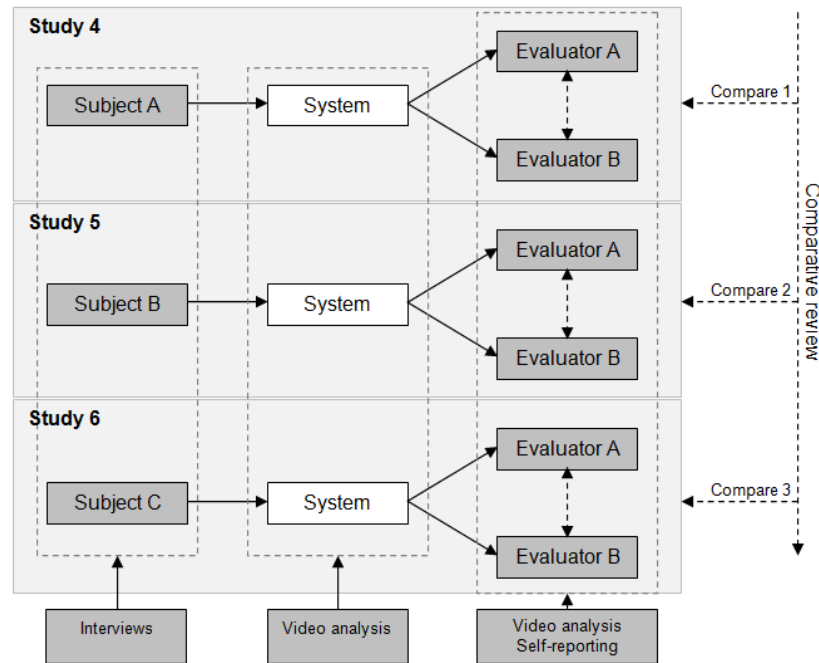 Study 4
Subject A
System
Evaluator A
Evaluator B
Compare 1
Study 5
Subject B
System
Evaluator A
Evaluator B
Compare 2
Study 6
Subject C
System
Evaluator A
Evaluator B
Compare 3
Comparative review
Interviews
Video analysis
Video analysis
Self-reporting